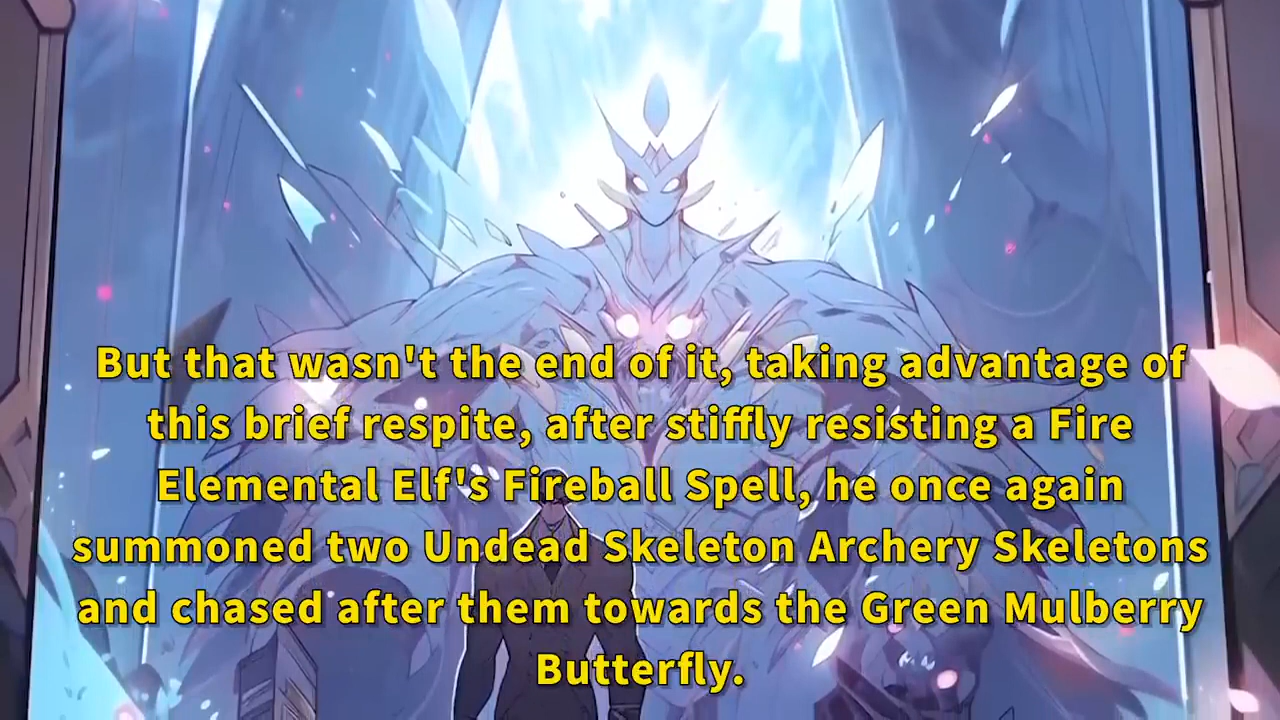 But that wasn't the end of it, taking advantage of
this brief respite, after stiffly resisting a Fire
Elemental Elf's Fireball Spell, he once again
summoned two Undead Skeleton Archery Skeletons
and chased after them towards the Green Mulberry
Butterfly.